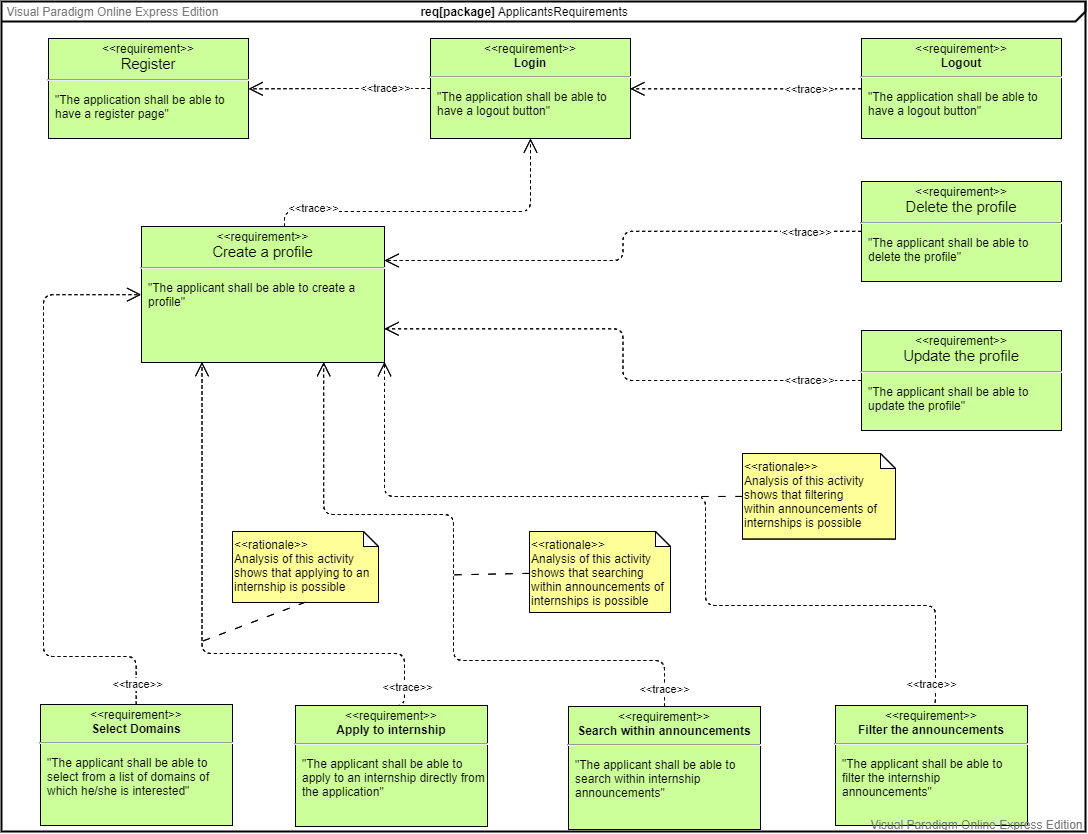 Visual Paradigm Online Express Edition
req[package] ApplicantsRequirements
<<requirement>>
Register
"The application shall be able to
have a register page"
<<trace>>
<<requirement>>
Login
"The application shall be able to
have a logout button"
<<trace>>
<<requirement>>
Logout
"The application shall be able to
have a logout button"
<<trace>>
<<requirement>>
Create a profile
"The applicant shall be able to create a
profile"
<<trace>>
<<requirement>>
Delete the profile
"The applicant shall be able to
delete the profile"
<<trace>>
<<requirement>>
Update the profile
"The applicant shall be able to
update the profile"
<<rationale>>
Analysis of this activity
shows that filtering
within announcements of
internships is possible
<<rationale>>
Analysis of this activity
shows that applying to an
internship is possible
<<rationale>>
Analysis of this activity
shows that searching
within announcements of
internships is possible
<<trace>>
<<requirement>>
Select Domains
"The applicant shall be able to
select from a list of domains of
which he/she is interested"
<<trace>>
<<requirement>>
Apply to internship
"The applicant shall be able to
apply to an internship directly from
the application"
<<trace>>
<<requirement>>
Search within announcements
"The applicant shall be able to
search within internship
announcements"
<<trace>>
<<requirement>>
Filter the announcements
"The applicant shall be able to
filter the internship
announcements"
Visual Paradigm Online Express Edition